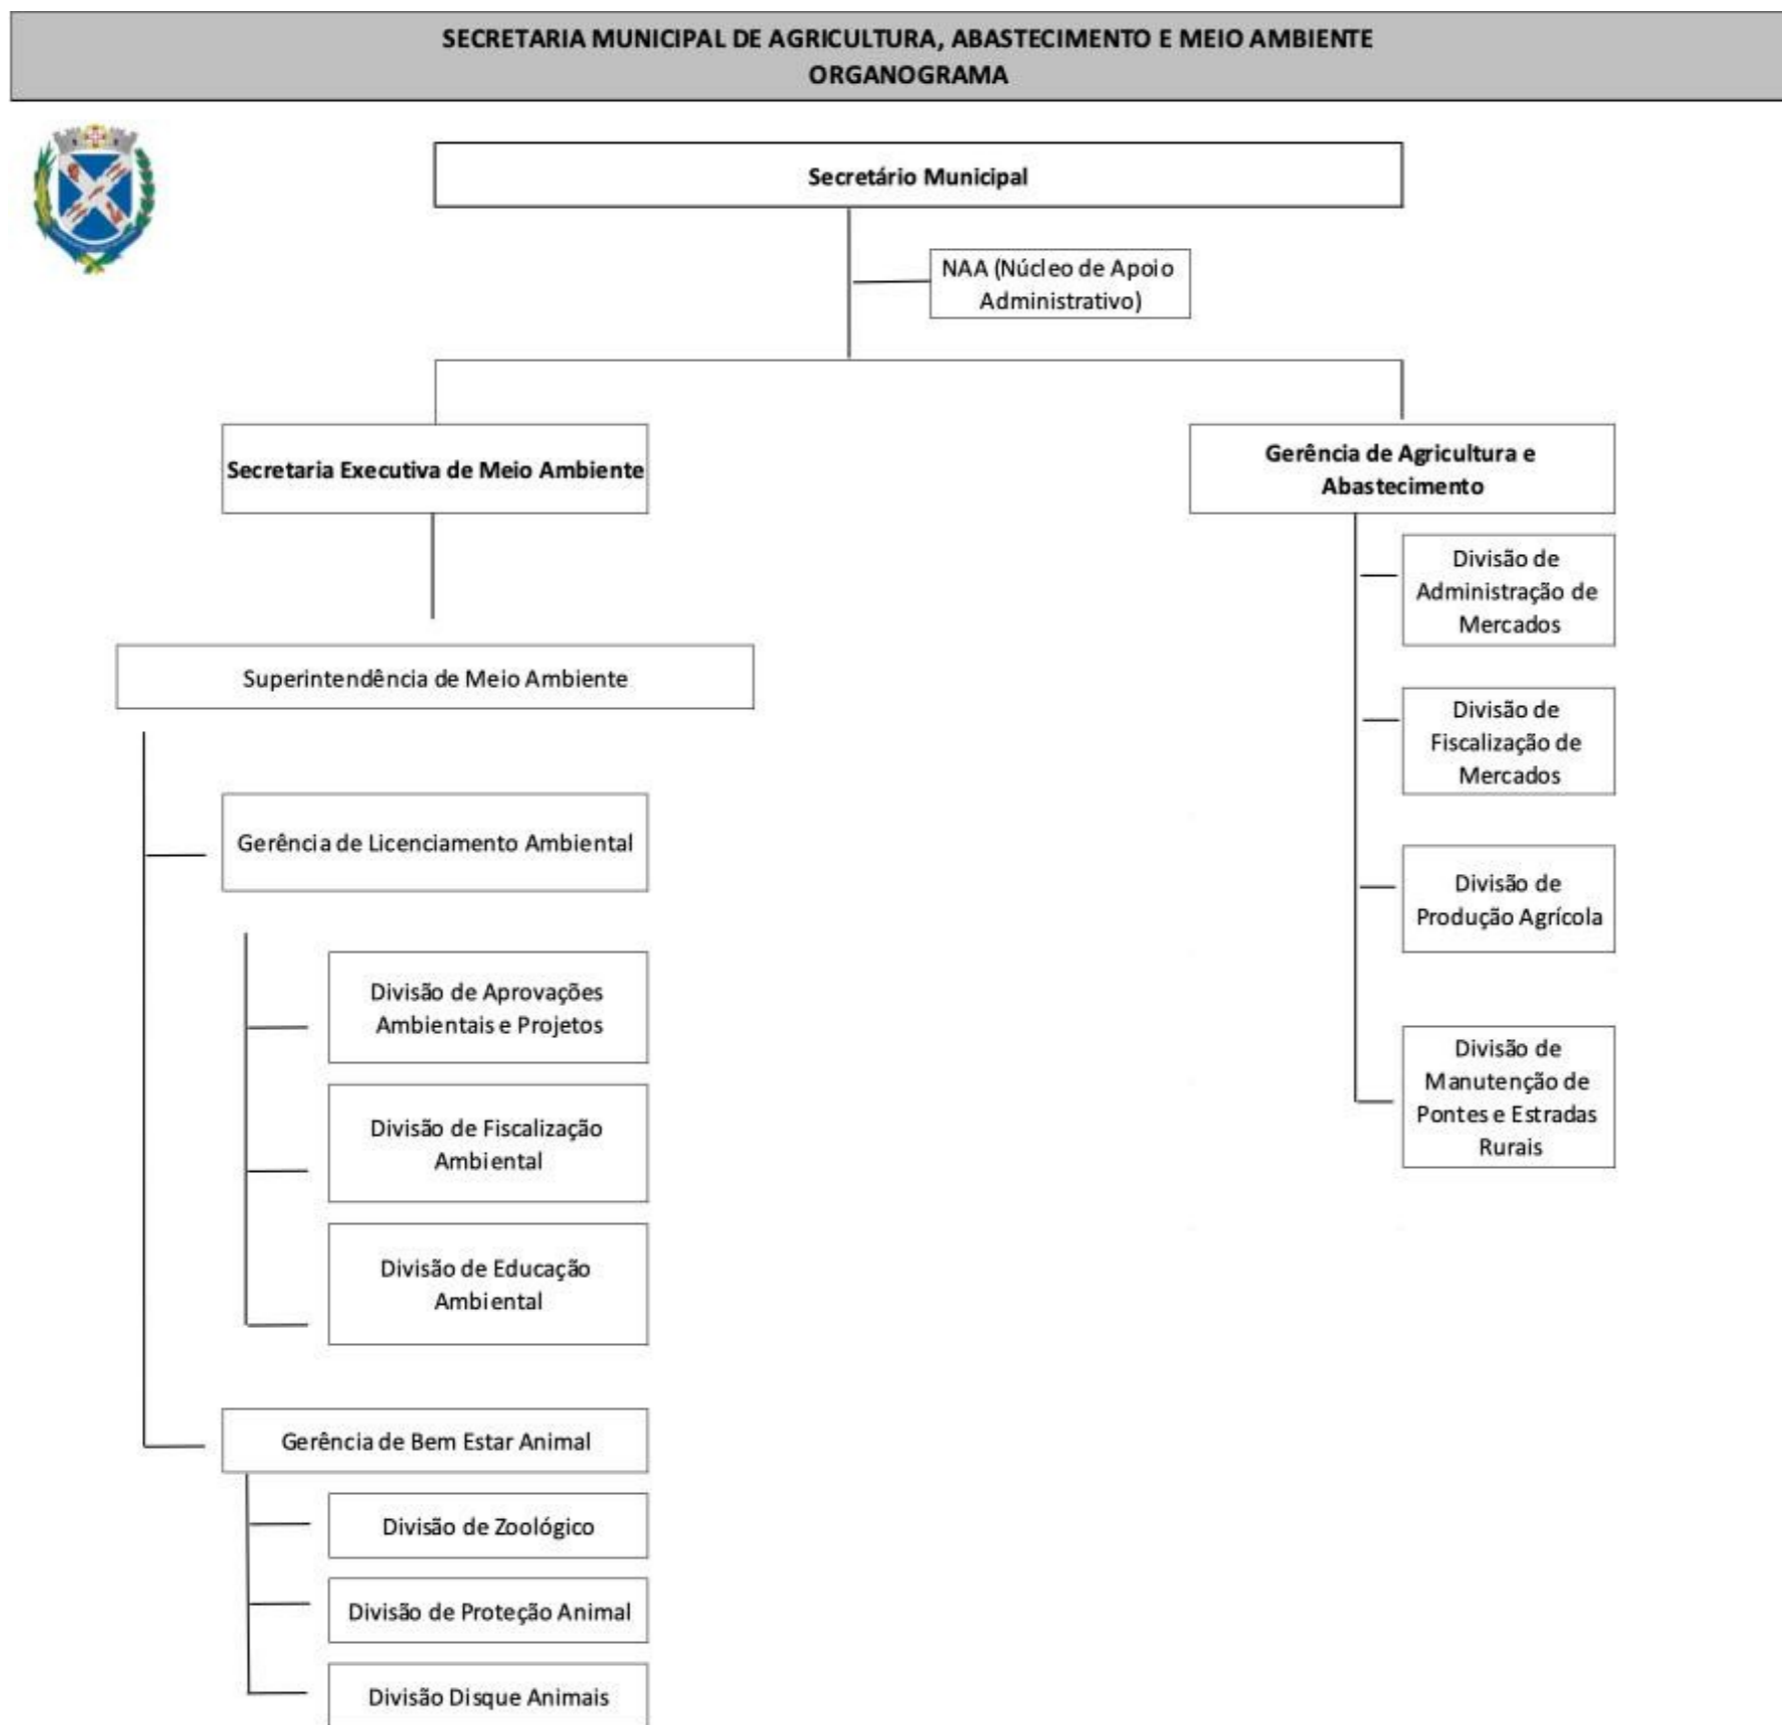 SECRETARIA MUNICIPAL DE AGRICULTURA, ABASTECIMENTO E MEIO AMBIENTE
ORGANOGRAMA
Secretário Municipal
NAA (Núcleo de Apoio
Administrativo)
Secretaria Executiva de Meio Ambiente
Gerência de Agricultura e
Abastecimento
Divisão de
Administração de
Mercados
Superintendência de Meio Ambiente
Divisão de
Fiscalização de
Mercados
Gerência de Licenciamento Ambiental
Divisão de
Produção Agrícola
Divisão de Aprovações
Ambientais e Projetos
Divisão de
Manutenção de
Pontes e Estradas
Rurais
Divisão de Fiscalização
Ambiental
Divisão de Educação
Ambiental
Gerência de Bem Estar Animal
Divisão de Zoológico
Divisão de Proteção Animal
Divisão Disque Animais